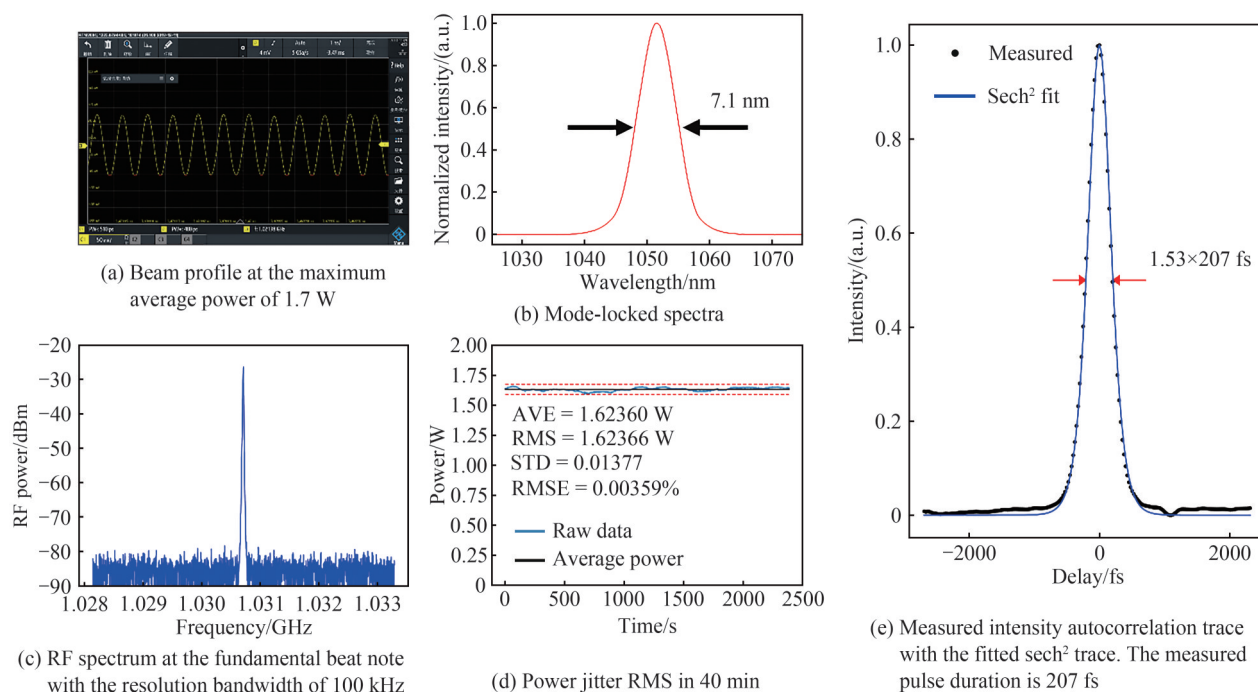 Help
(a) Beam profile at the maximum
average power of 1.7 W
Normalized intensity/(a.u.)
1.0
0.8
0.6
0.4
0.2
0
7.1 nm
1030 1040 1050 1060 1070
Wavelength/nm
(b) Mode-locked spectra
RF power/dBm
−20
−30
−40
−50
−60
−70
−80
−90
1.028 1.029 1.030 1.031 1.032 1.033
Frequency/GHz
(c) RF spectrum at the fundamental beat note
with the resolution bandwidth of 100 kHz
Power/W
2.00
1.75
1.50
1.25
1.00
0.75
0.50
0.25
0
AVE = 1.62360 W
RMS = 1.62366 W
STD = 0.01377
RMSE = 0.00359%
Raw data
Average power
0 500 1000 1500 2000 2500
Time/s
(d) Power jitter RMS in 40 min
Intensity/(a.u.)
1.0
0.8
0.6
0.4
0.2
0
Measured
Sech² fit
1.53×207 fs
−2000 0 2000
Delay/fs
(e) Measured intensity autocorrelation trace
with the fitted sech² trace. The measured
pulse duration is 207 fs